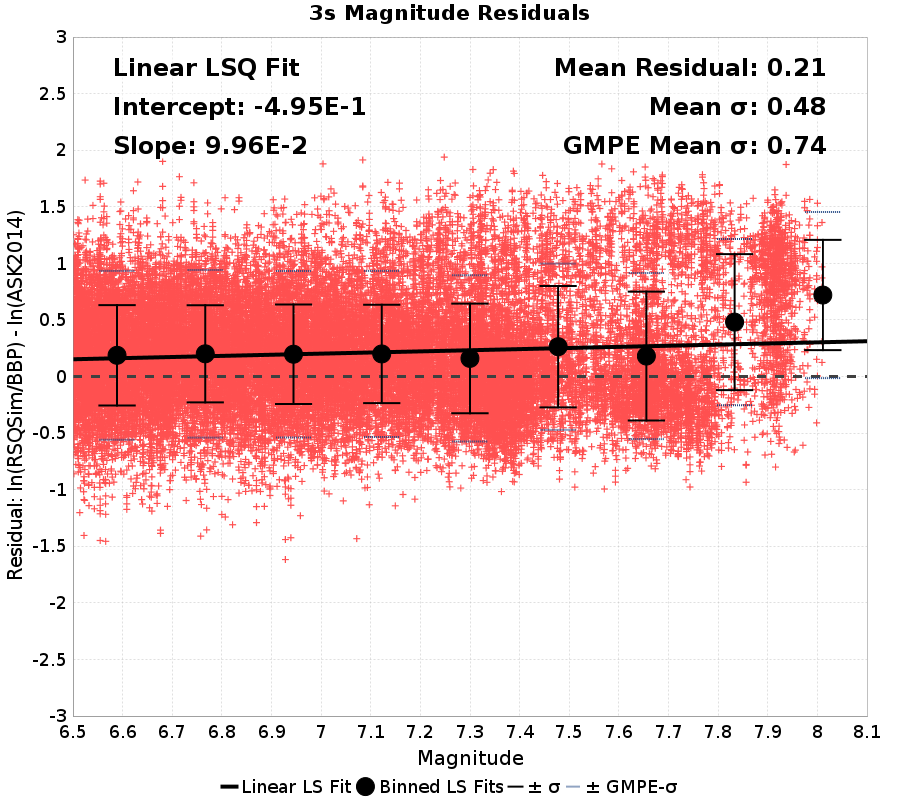 3s Magnitude Residuals
Linear LSQ Fit
Intercept: -4.95E-1
Slope: 9.96E-2
Mean Residual: 0.21
Mean σ: 0.48
GMPE Mean σ: 0.74
Residual: ln(RSQSim/BBP) - ln(ASK2014)
3
2.5
2
1.5
1
0.5
0
-0.5
-1
-1.5
-2
-2.5
-3
6.5 6.6 6.7 6.8 6.9 7 7.1 7.2 7.3 7.4 7.5 7.6 7.7 7.8 7.9 8 8.1
Magnitude
Linear LS Fit Binned LS Fits ± σ ± GMPE-σ